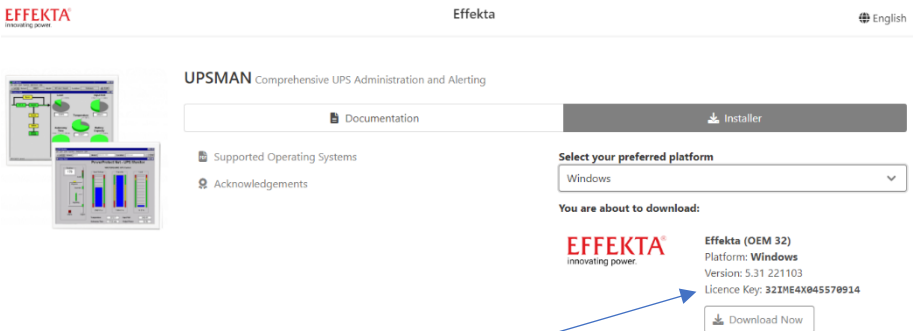 EFFEKTA
innovating power.
Effekta
English
UPSMAN Comprehensive UPS Administration and Alerting
Documentation
Installer
Supported Operating Systems
Acknowledgements
Select your preferred platform
Windows
You are about to download:
EFFEKTA
innovating power.
Effekta (OEM 32)
Platform: Windows
Version: 5.31 221103
Licence Key: 32IME4X045570914
Download Now